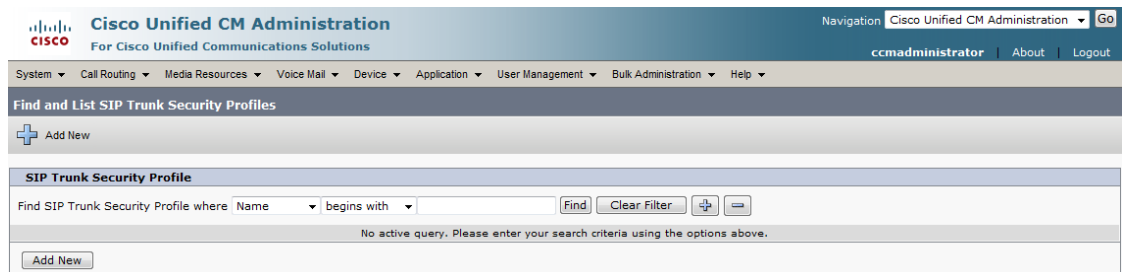 Cisco Unified CM Administration
Navigation Cisco Unified CM Administration Go
CISCO For Cisco Unified Communications Solutions
ccmadministrator | About | Logout
System Call Routing Media Resources Voice Mail Device Application User Management Bulk Administration Help
Find and List SIP Trunk Security Profiles
Add New
SIP Trunk Security Profile
Find SIP Trunk Security Profile where Name begins with Find Clear Filter
No active query. Please enter your search criteria using the options above.
Add New